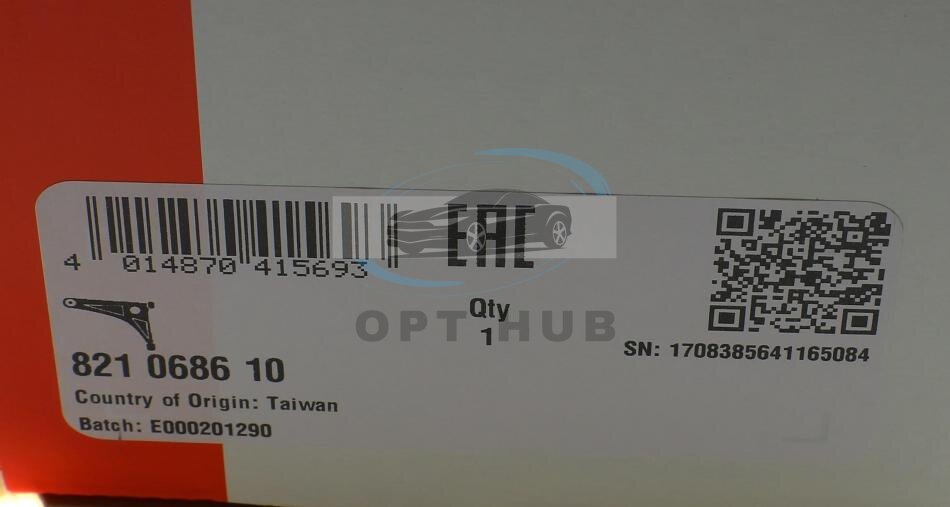 4 014870 415693
EAC
Qty
1
OPT HUB
SN: 1708385641165084
821 0686 10
Country of Origin: Taiwan
Batch: E000201290